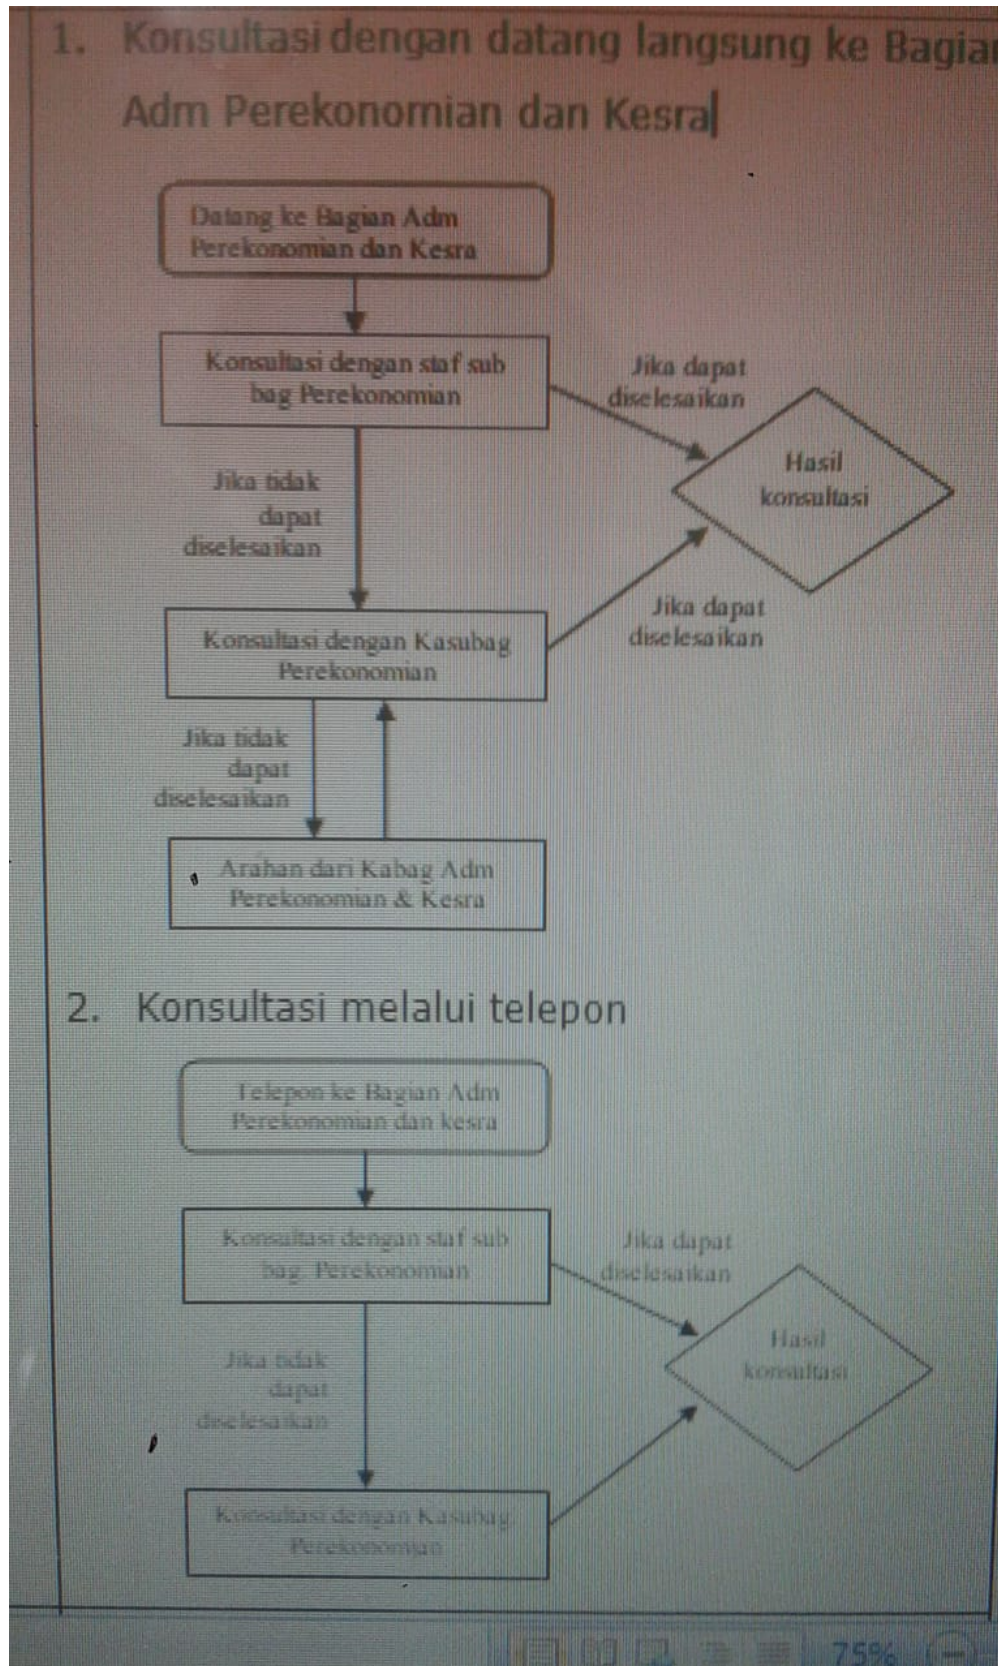 1. Konsultasi dengan datang langsung ke Bagian
Adm Perekonomian dan Kesra
Datang ke Bagian Adm
Perekonomian dan Kesra
Konsultasi dengan staf sub
bag Perekonomian
Jika dapat
diselesaikan
Hasil
konsultasi
Jika tidak
dapat
diselesaikan
Jika dapat
diselesaikan
Konsultasi dengan Kasubag
Perekonomian
Jika tidak
dapat
diselesaikan
Arahan dari Kabag Adm
Perekonomian & Kesra
2. Konsultasi melalui telepon
Telepon ke Bagian Adm
Perekonomian dan kesra
Konsultasi dengan staf sub
bag. Perekonomian
Jika dapat
diselesaikan
Hasil
konsultasi
Jika tidak
dapat
diselesaikan
Konsultasi dengan Kasubag
Perekonomian
75%